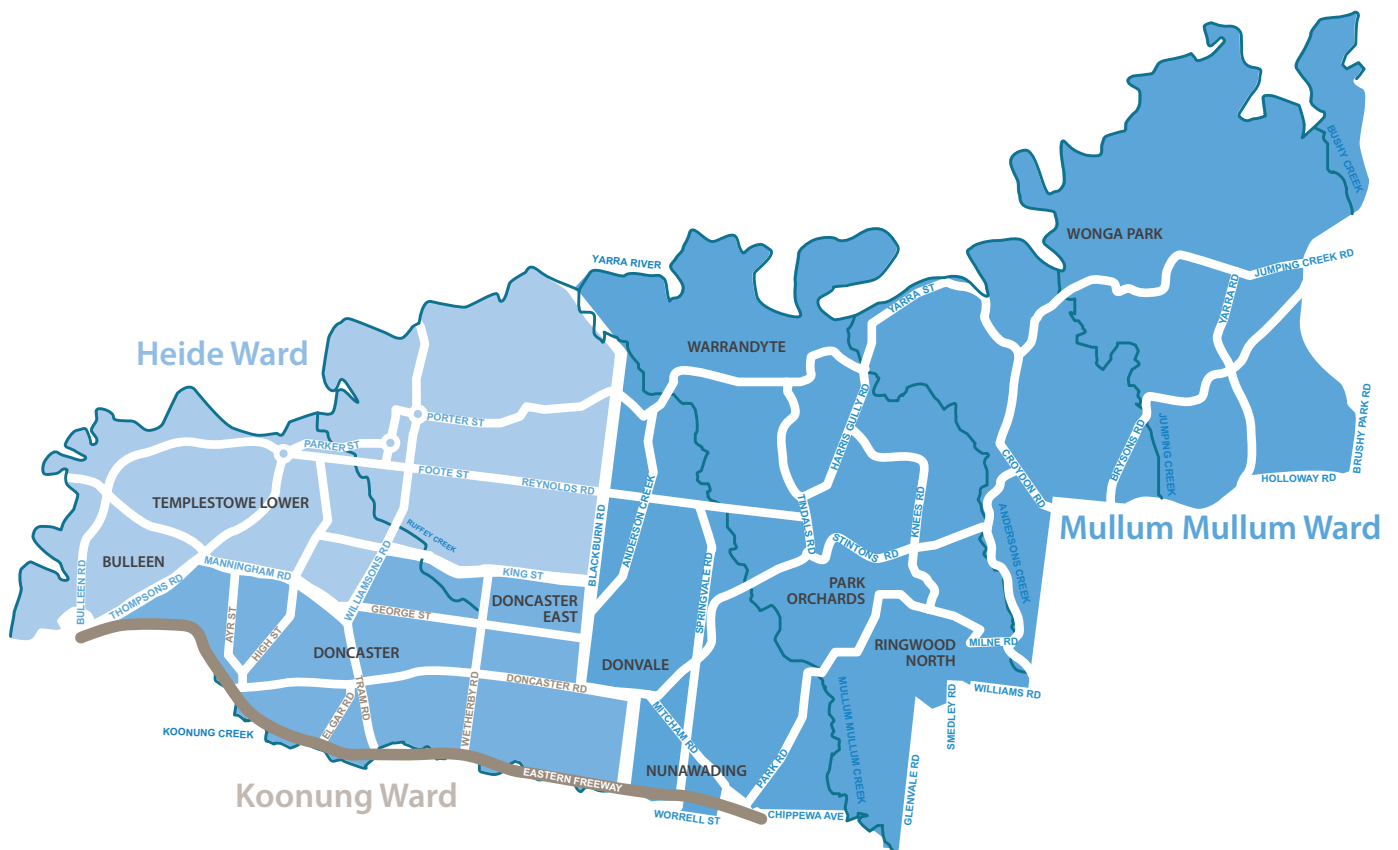 BUSHY CREEK
WONGA PARK
JUMPING CREEK RD
YARRA RIVER
YARRA ST
YARRA RD
Heide Ward
WARRANDYTE
PORTER ST
PARKER ST
HARRIS GULLY RD
BRUSHY PARK RD
FOOTE ST
REYNOLDS RD
CROYDON RD
BRYSONS RD
JUMPING CREEK
HOLLOWAY RD
TEMPLESTOWE LOWER
BLACKBURN RD
ANDERSON CREEK
TINDALS RD
KNEES RD
ANDERSONS CREEK
Mullum Mullum Ward
RUFFEY CREEK
STINTONS RD
BULLEEN
MANNINGHAM RD
WILLIAMSONS RD
KING ST
BULLEEN RD
THOMPSONS RD
SPRINGVALE RD
PARK
ORCHARDS
AYR ST
GEORGE ST
DONCASTER
EAST
HIGH ST
DONCASTER
DONVALE
RINGWOOD
NORTH
MILNE RD
DONCASTER RD
WILLIAMS RD
ELGAR RD
TRAM RD
WETHERBY RD
MITCHAM RD
MULLUM MULLUM CREEK
SMEDLEY RD
KOONUNG CREEK
NUNAWADING
PARK RD
GLENVALE RD
EASTERN FREEWAY
Koonung Ward
WORRELL ST
CHIPPEWA AVE